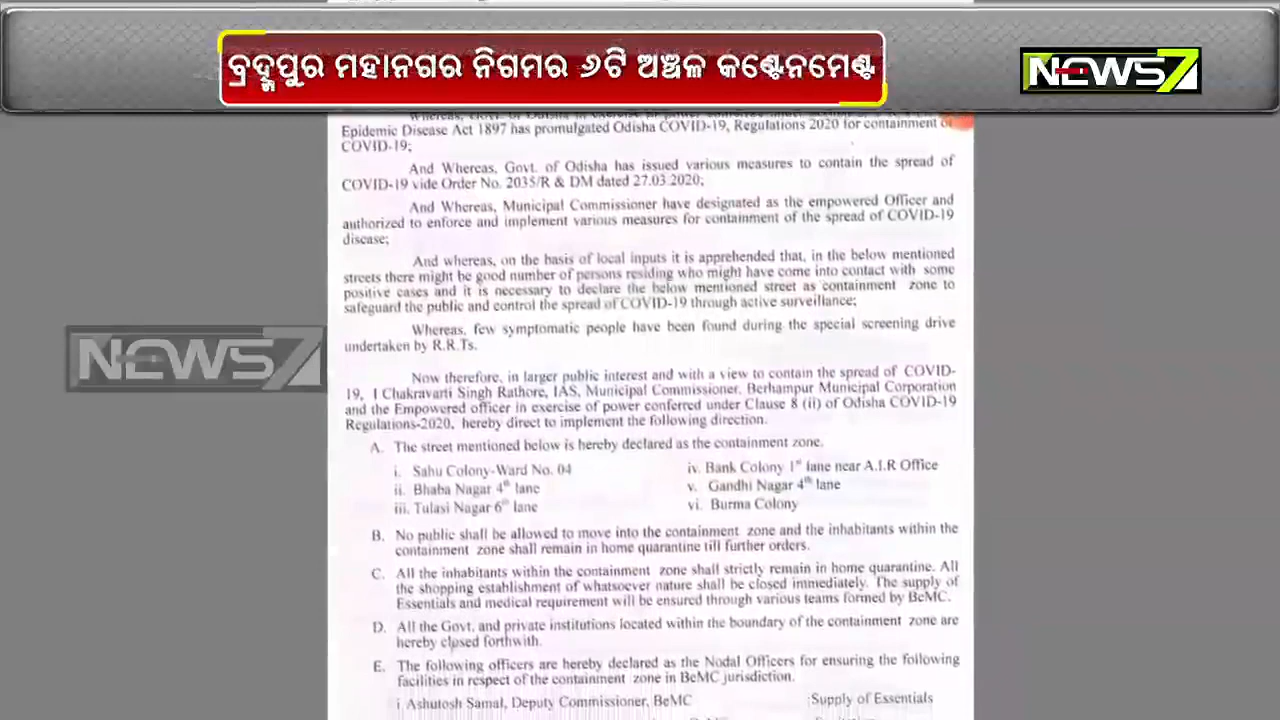 ବ୍ରହ୍ମପୁର ମହାନଗର ନିଗମର ୬ଟି ଅଞ୍ଚଳ କଣ୍ଟେନମେଣ୍ଟ
NEWS7
Whereas, Govt. of Odisha in exercise
Epidemic Disease Act 1897 has promulgated Odisha COVID-19, Regulations 2020 for containment of
COVID-19;
And Whereas, Govt. of Odisha has issued various measures to contain the spread of
COVID-19 vide Order No. 2035/R & DM dated 27.03.2020;
And Whereas, Municipal Commissioner have designated as the empowered Officer and
authorized to enforce and implement various measures for containment of the spread of COVID-19
disease;
And whereas, on the basis of local inputs it is apprehended that, in the below mentioned
streets there might be good number of persons residing who might have come into contact with some
positive cases and it is necessary to declare the below mentioned street as containment zone to
safeguard the public and control the spread of COVID-19 through active surveillance;
Whereas, few symptomatic people have been found during the special screening drive
undertaken by R.R.Ts.
NEWS7
Now therefore, in larger public interest and with a view to contain the spread of COVID-
19, I Chakravarti Singh Rathore, IAS, Municipal Commissioner, Berhampur Municipal Corporation
and the Empowered officer in exercise of power conferred under Clause 8 (ii) of Odisha COVID-19
Regulations-2020, hereby direct to implement the following direction.
A. The street mentioned below is hereby declared as the containment zone.
i. Sahu Colony-Ward No. 04
ii. Bhaba Nagar 4th lane
iii. Tulasi Nagar 6th lane
iv. Bank Colony 1st lane near A.I.R Office
v. Gandhi Nagar 4th lane
vi. Burma Colony
B. No public shall be allowed to move into the containment zone and the inhabitants within the
containment zone shall remain in home quarantine till further orders.
C. All the inhabitants within the containment zone shall strictly remain in home quarantine. All
the shopping establishment of whatsoever nature shall be closed immediately. The supply of
Essentials and medical requirement will be ensured through various teams formed by BeMC.
D. All the Govt. and private institutions located within the boundary of the containment zone are
hereby closed forthwith.
E. The following officers are hereby declared as the Nodal Officers for ensuring the following
facilities in respect of the containment zone in BeMC jurisdiction.
i. Ashutosh Samal, Deputy Commissioner, BeMC :Supply of Essentials